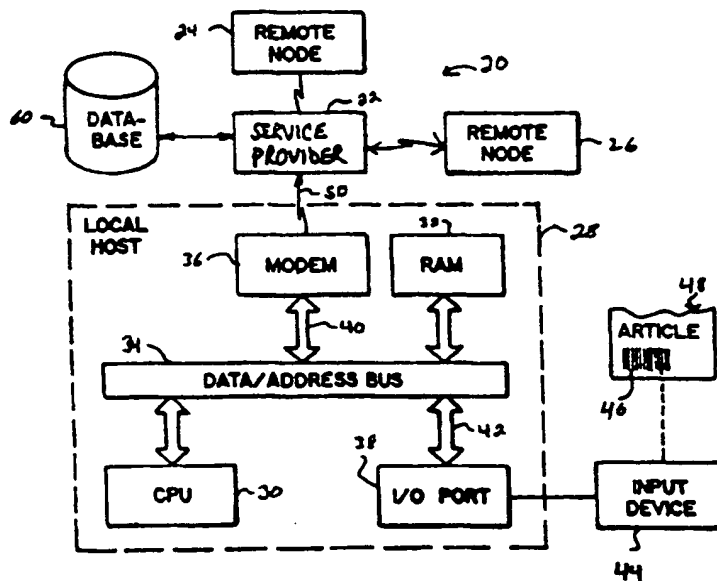 24
REMOTE
NODE
20
60
DATA-
BASE
22
SERVICE
PROVIDER
REMOTE
NODE
26
50
LOCAL
HOST
28
36
MODEM
RAM
48
ARTICLE
40
34
DATA/ADDRESS BUS
46
42
38
CPU
30
I/O PORT
INPUT
DEVICE
44